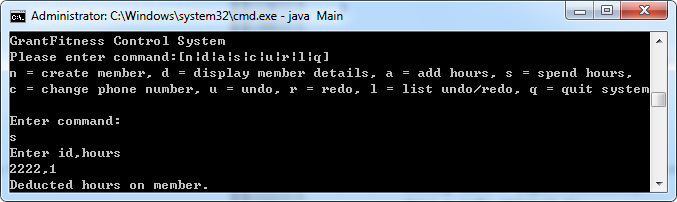 Administrator: C:\Windows\system32\cmd.exe - java Main
GrantFitness Control System
Please enter command:[n|d|a|s|c|u|r|l|q]
n = create member, d = display member details, a = add hours, s = spend hours,
c = change phone number, u = undo, r = redo, l = list undo/redo, q = quit system
Enter command:
s
Enter id,hours
2222,1
Deducted hours on member.